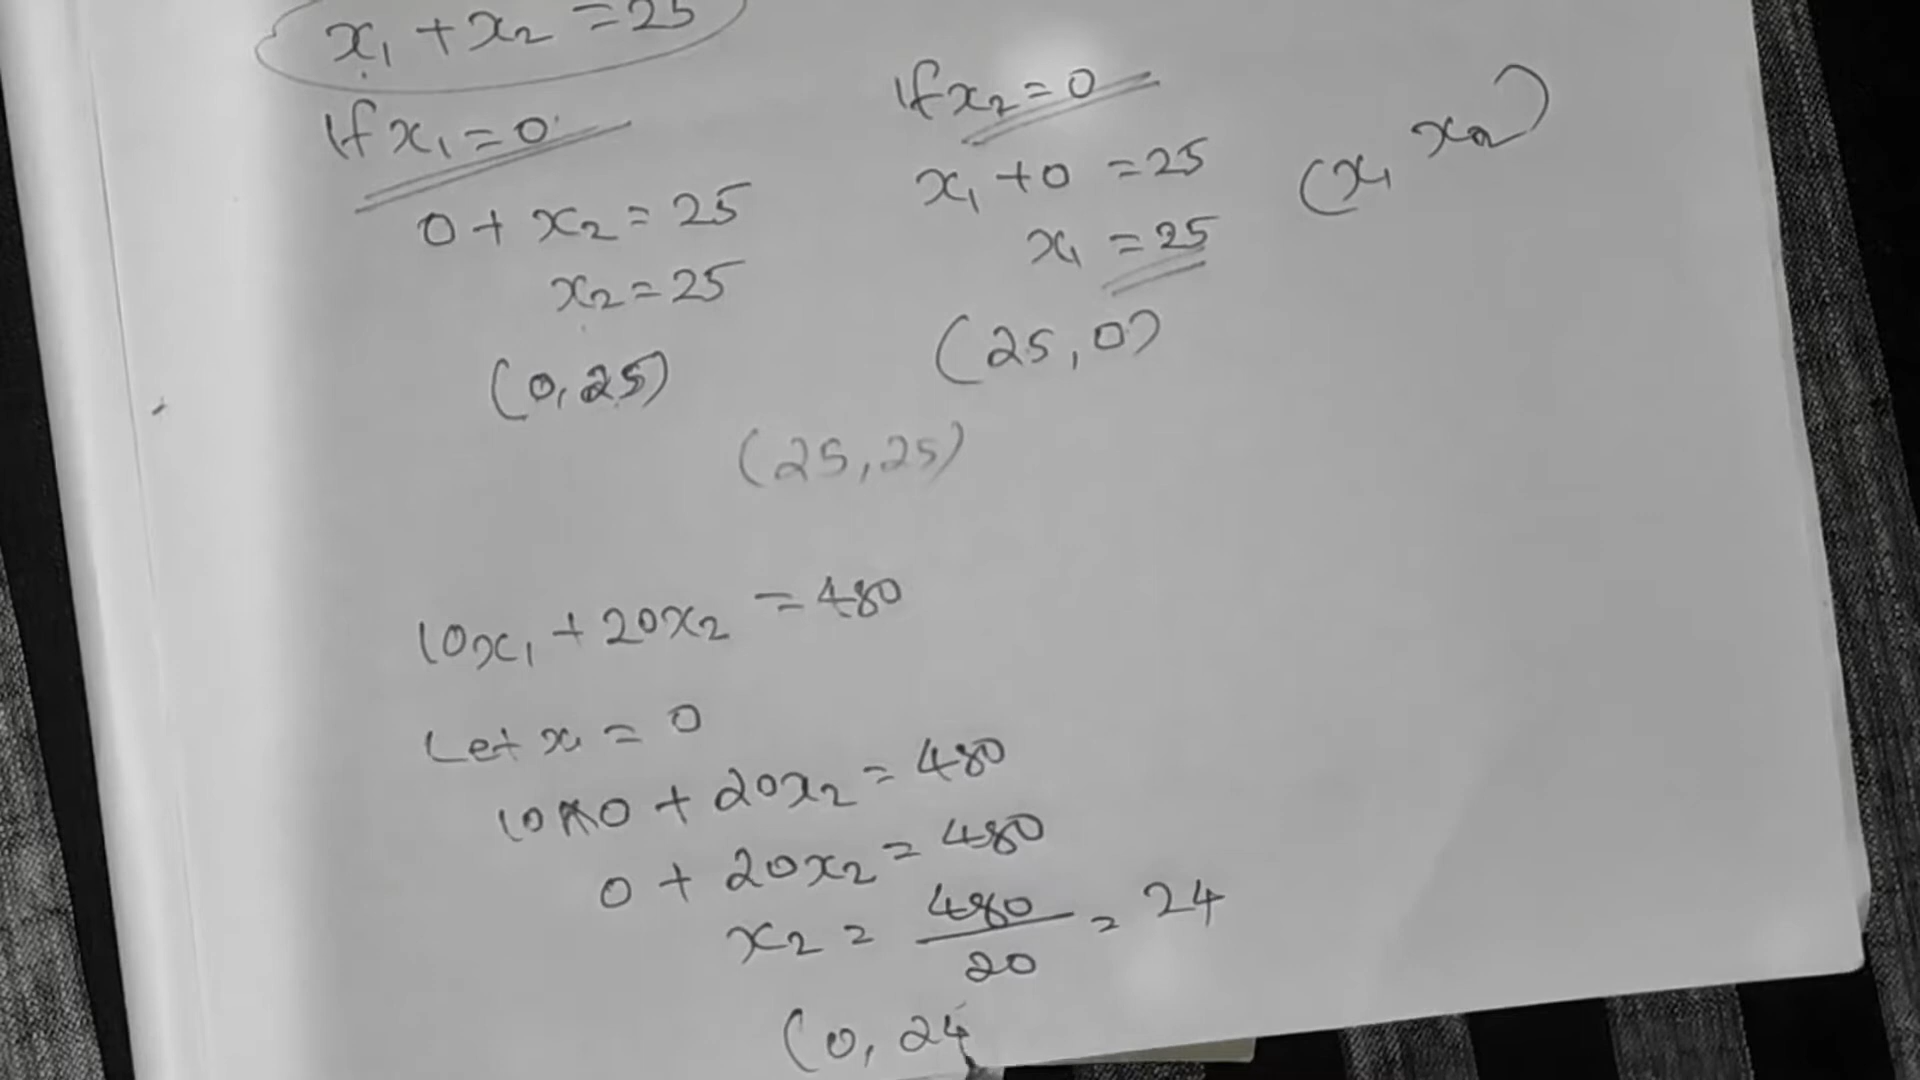 x₁ + x₂ = 25
If x₁ = 0
0 + x₂ = 25
x₂ = 25
(0, 25)
If x₂ = 0
x₁ + 0 = 25
x₁ = 25
(25, 0)
(x₁ x₂)
(25, 25)
10x₁ + 20x₂ = 480
Let x₁ = 0
10×0 + 20x₂ = 480
0 + 20x₂ = 480
x₂ = 480/20 = 24
(0, 24